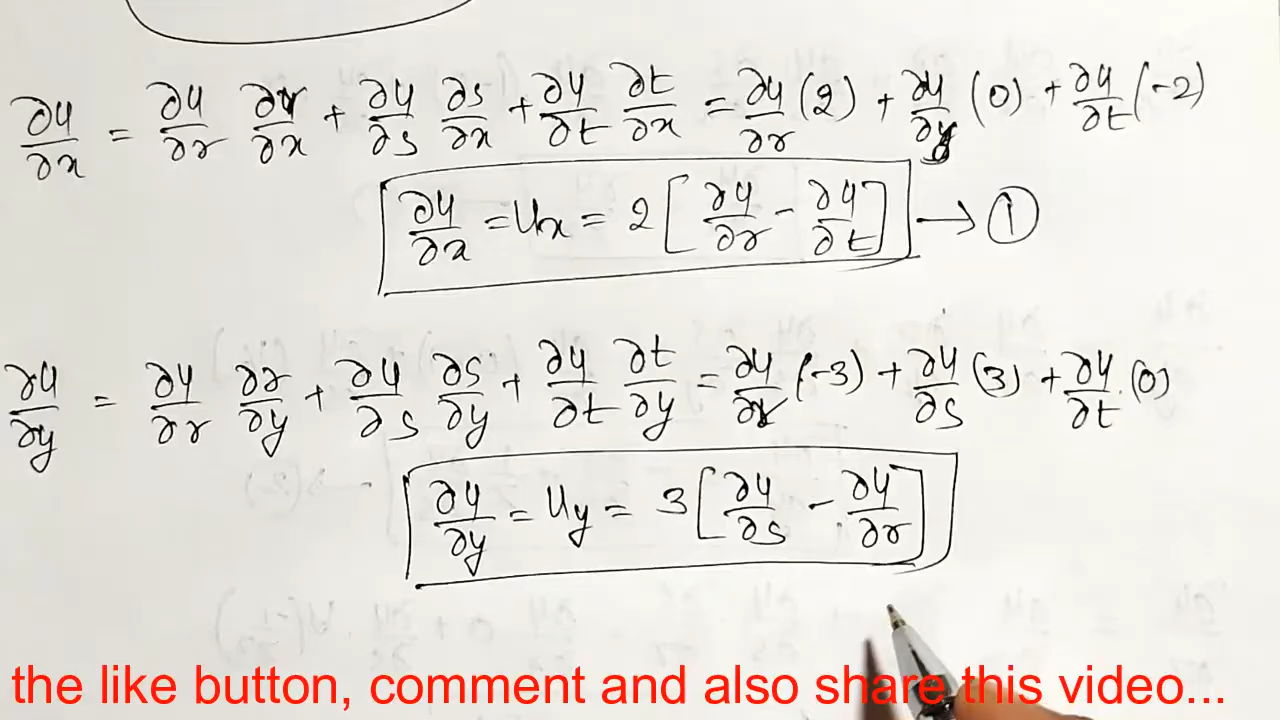 ∂u/∂x = ∂u/∂r ∂r/∂x + ∂u/∂s ∂s/∂x + ∂u/∂t ∂t/∂x = ∂u/∂r (2) + ∂u/∂s (0) + ∂u/∂t (-2)
∂u/∂x = Ux = 2 [∂u/∂r - ∂u/∂t] → ①
∂u/∂y = ∂u/∂r ∂r/∂y + ∂u/∂s ∂s/∂y + ∂u/∂t ∂t/∂y = ∂u/∂r (-3) + ∂u/∂s (3) + ∂u/∂t (0)
∂u/∂y = Uy = 3 [∂u/∂s - ∂u/∂r]
the like button, comment and also share this video...